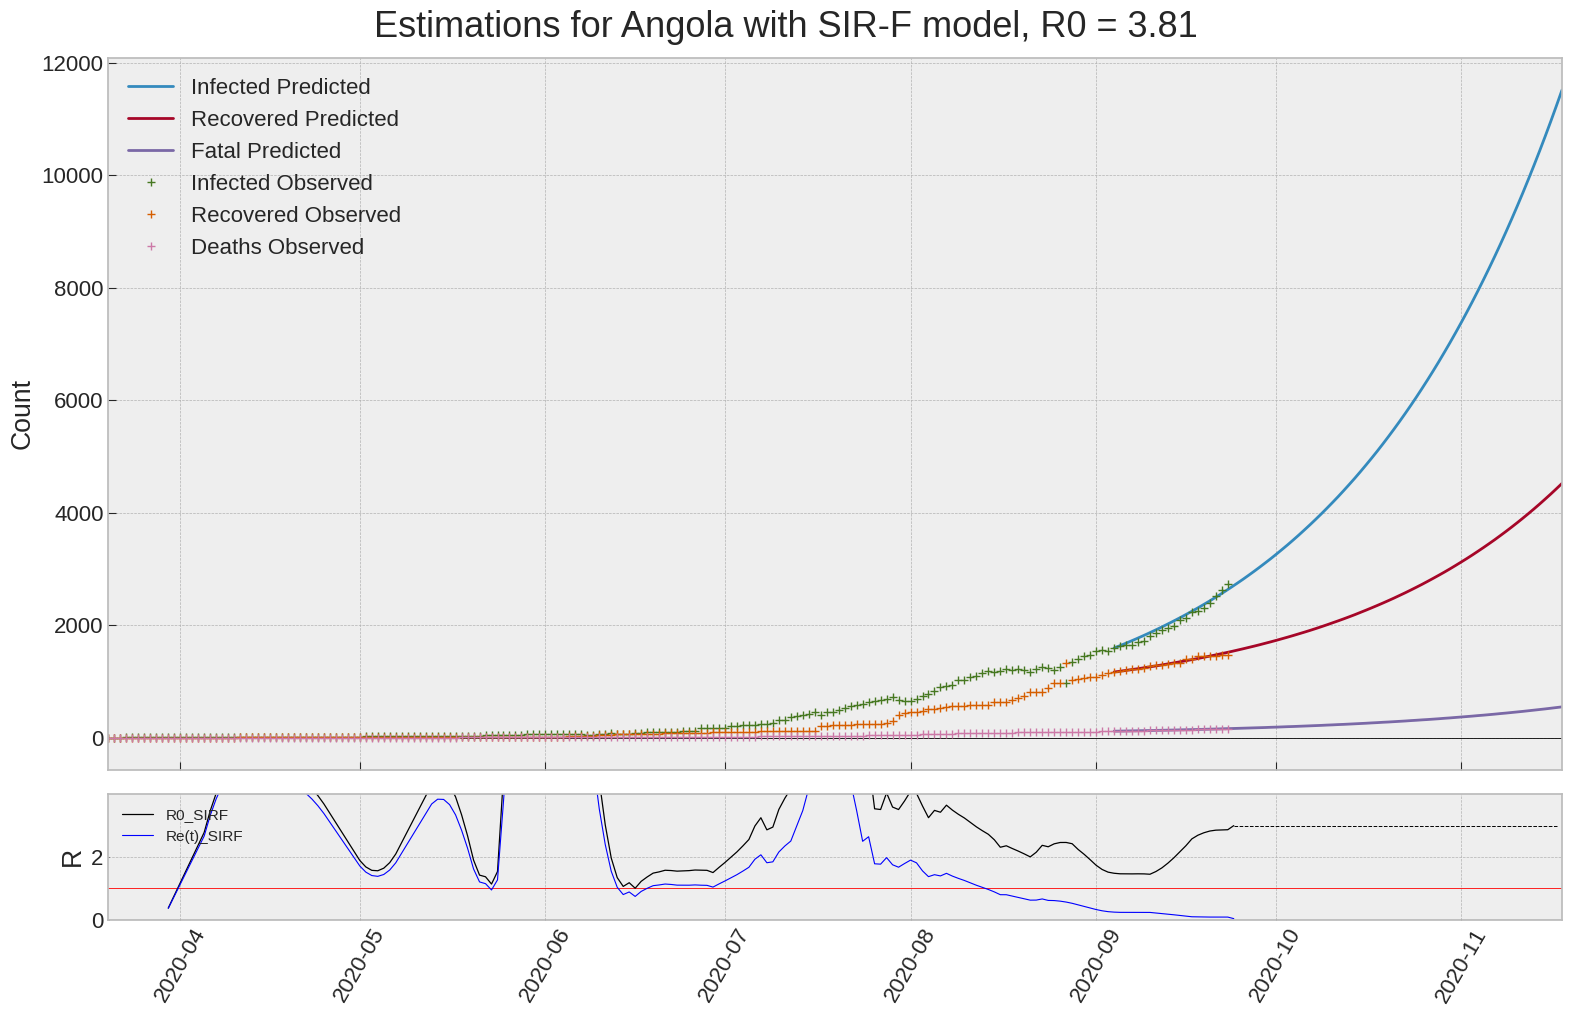 Estimations for Angola with SIR-F model, R0 = 3.81
12000
10000
8000
6000
4000
2000
0
Count
Infected Predicted
Recovered Predicted
Fatal Predicted
Infected Observed
Recovered Observed
Deaths Observed
R0_SIRF
Re(t)_SIRF
R
2
0
2020-04
2020-05
2020-06
2020-07
2020-08
2020-09
2020-10
2020-11